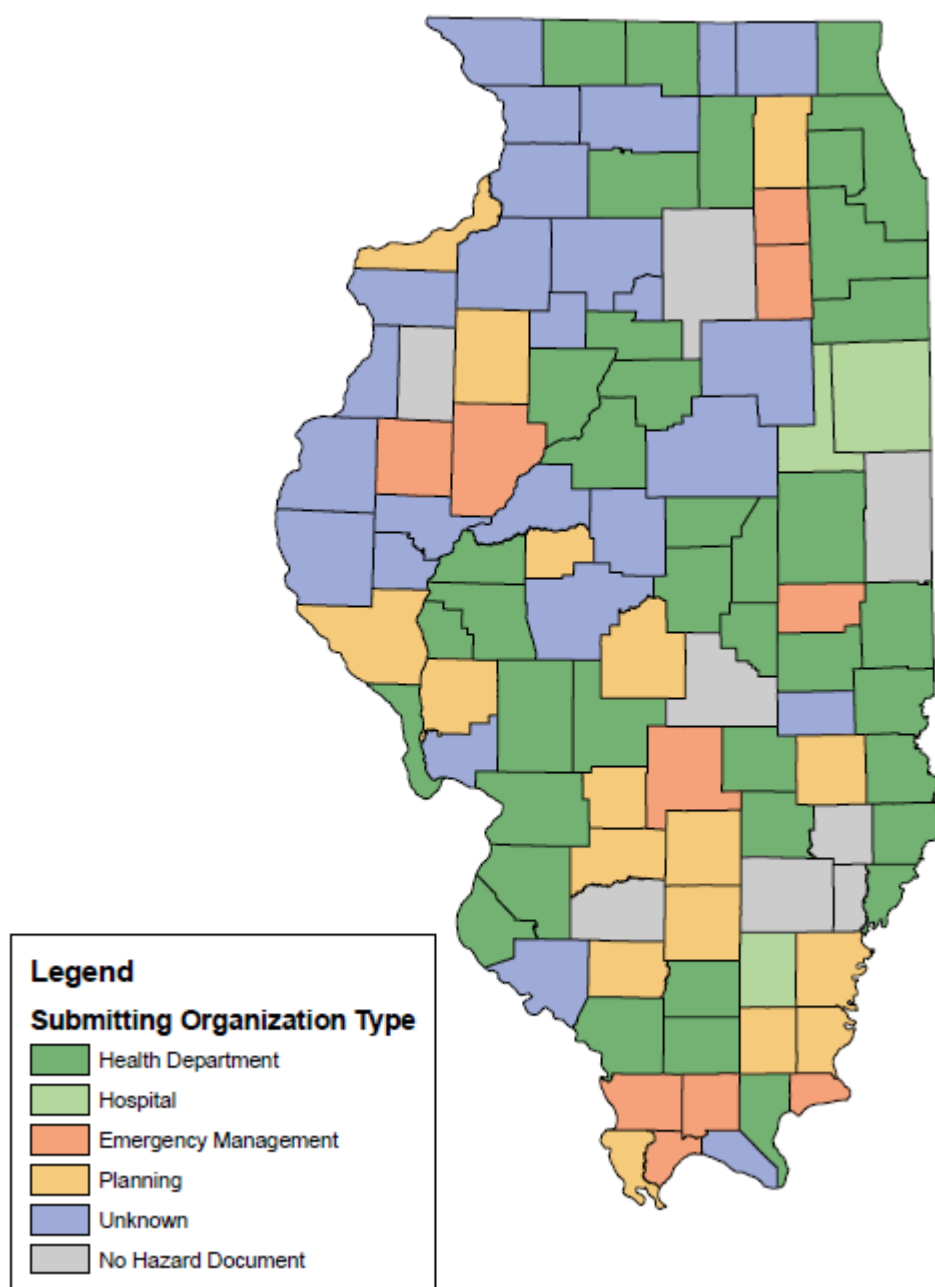 Legend
Submitting Organization Type
Health Department
Hospital
Emergency Management
Planning
Unknown
No Hazard Document